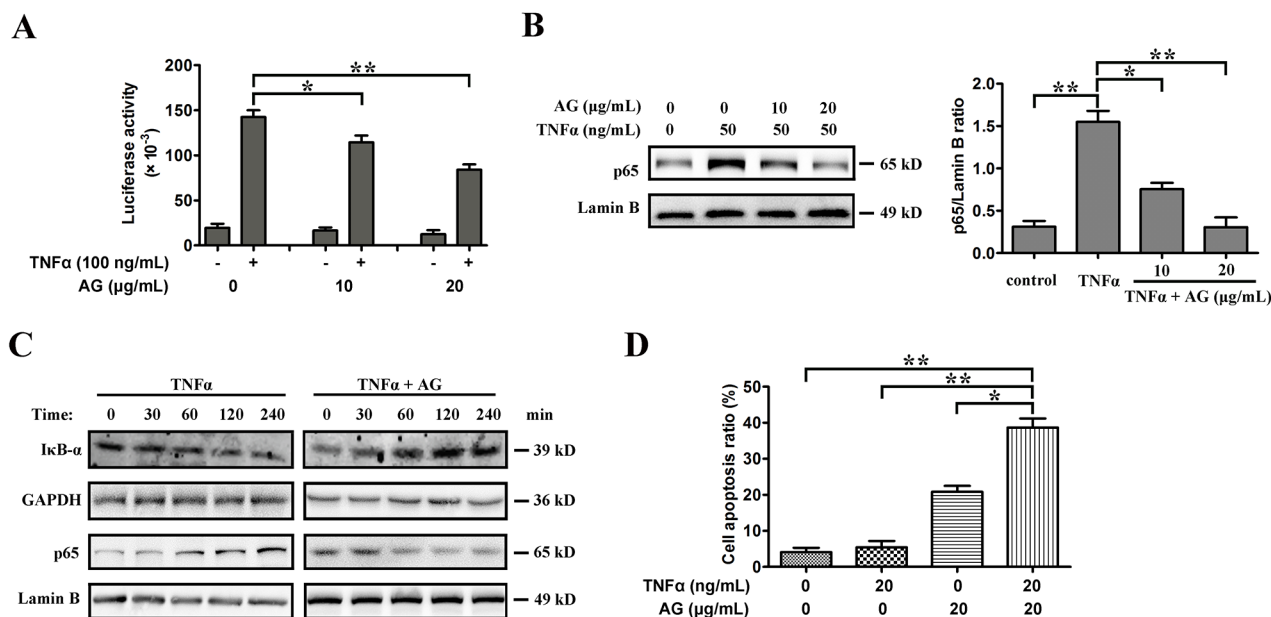 A
200
150
100
50
0
Luciferase activity
(× 10⁻³)
**
*
TNFα (100 ng/mL) - + - + - +
AG (μg/mL) 0 10 20
B
AG (μg/mL) 0 0 10 20
TNFα (ng/mL) 0 50 50 50
p65 65 kD
Lamin B 49 kD
2.0
1.5
1.0
0.5
0.0
p65/Lamin B ratio
**
** *
control TNFα 10 20
TNFα + AG (μg/mL)
C
TNFα TNFα + AG
Time: 0 30 60 120 240 0 30 60 120 240 min
IκB-α 39 kD
GAPDH 36 kD
p65 65 kD
Lamin B 49 kD
D
50
40
30
20
10
0
Cell apoptosis ratio (%)
**
**
*
TNFα (ng/mL) 0 20 0 20
AG (μg/mL) 0 0 20 20